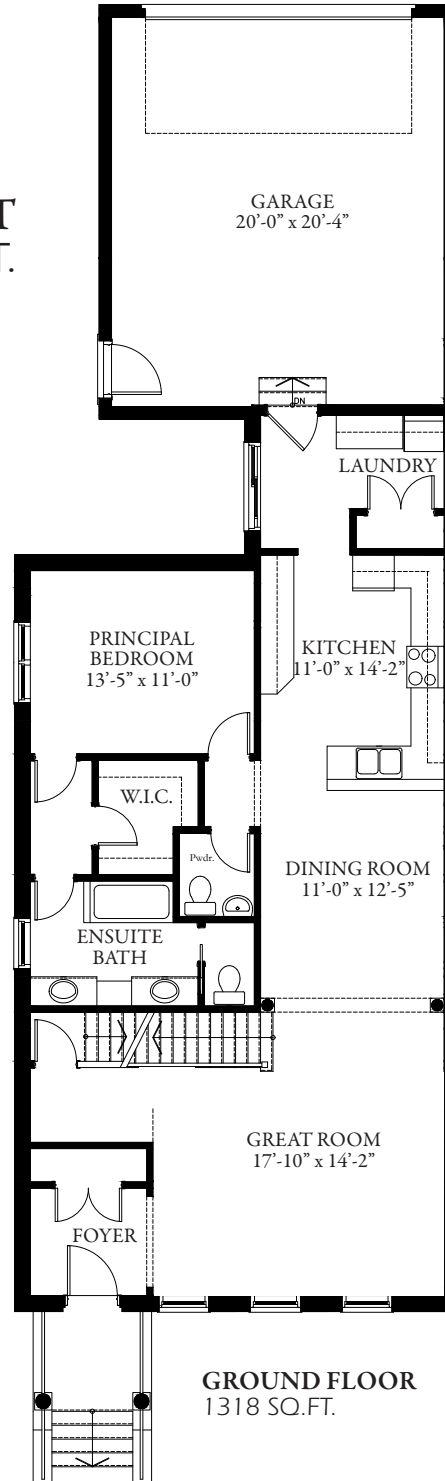 T
T.
GARAGE
20'-0" x 20'-4"
DN
LAUNDRY
PRINCIPAL
BEDROOM
13'-5" x 11'-0"
KITCHEN
11'-0" x 14'-2"
W.I.C.
Pwdr.
DINING ROOM
11'-0" x 12'-5"
ENSUITE
BATH
GREAT ROOM
17'-10" x 14'-2"
FOYER
GROUND FLOOR
1318 SQ.FT.